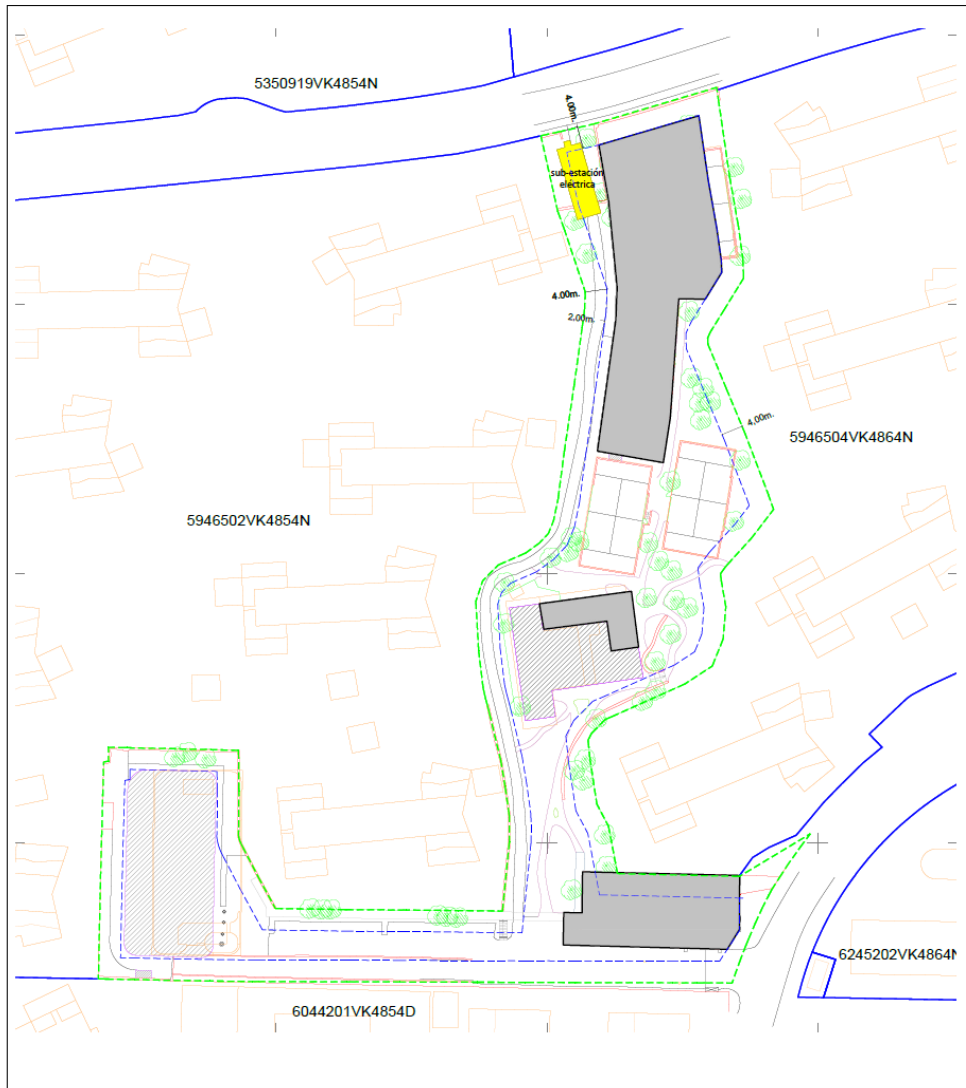 5350919VK4854N
4.00m.
sub-estación
eléctrica
4.00m.
2.00m.
4.00m.
5946504VK4864N
5946502VK4854N
6245202VK4864N
6044201VK4854D